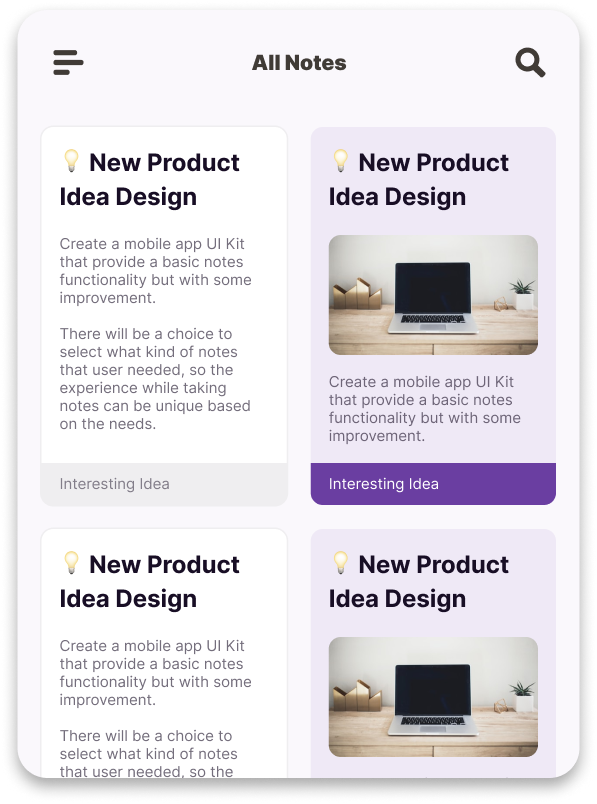 All Notes
💡 New Product
Idea Design
Create a mobile app UI Kit
that provide a basic notes
functionality but with some
improvement.
There will be a choice to
select what kind of notes
that user needed, so the
experience while taking
notes can be unique based
on the needs.
Interesting Idea
💡 New Product
Idea Design
Create a mobile app UI Kit
that provide a basic notes
functionality but with some
improvement.
Interesting Idea
💡 New Product
Idea Design
Create a mobile app UI Kit
that provide a basic notes
functionality but with some
improvement.
There will be a choice to
select what kind of notes
that user needed, so the
💡 New Product
Idea Design